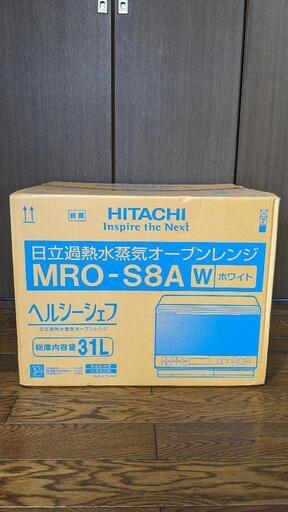 前面
HITACHI
Inspire the Next
日立過熱水蒸気オーブンレンジ
MRO-S8A W ホワイト
ヘルシーシェフ
日立過熱水蒸気オーブンレンジ
総庫内容量 31L